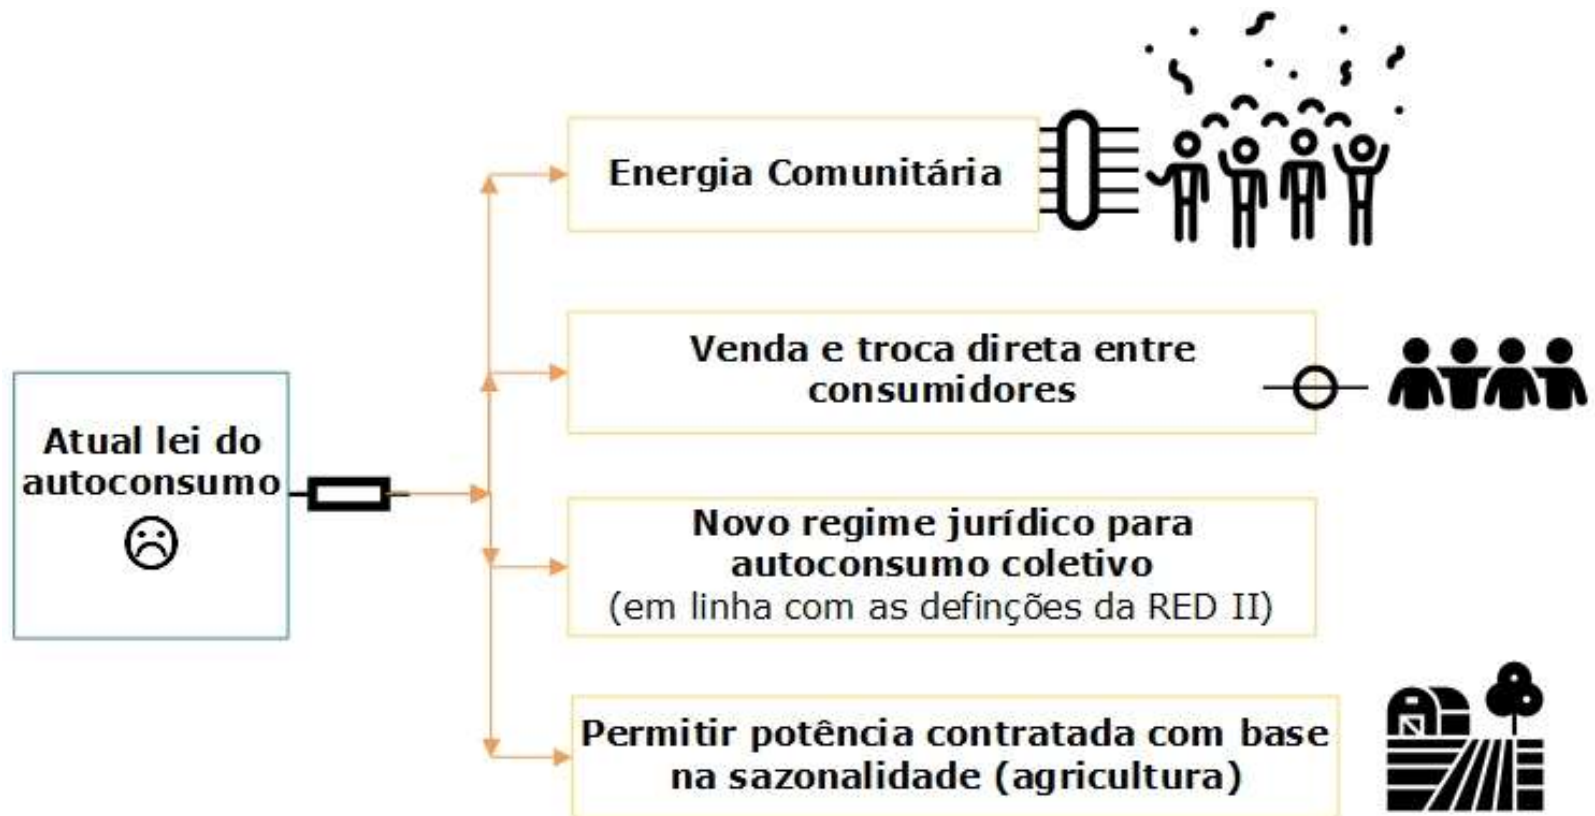 Energia Comunitária
Venda e troca direta entre
consumidores
Atual lei do
autoconsumo
Novo regime jurídico para
autoconsumo coletivo
(em linha com as definções da RED II)
Permitir potência contratada com base
na sazonalidade (agricultura)